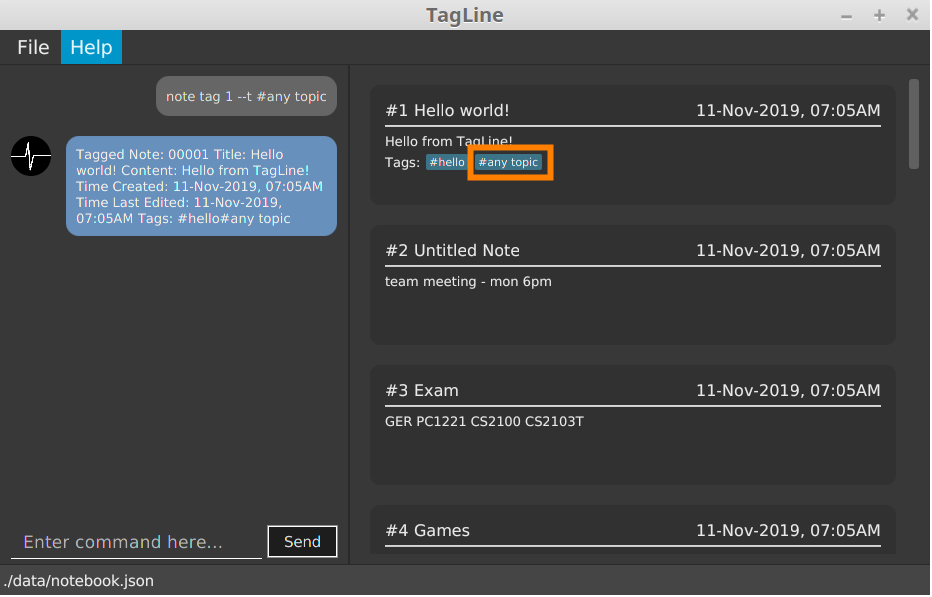 TagLine
File Help
note tag 1 --t #any topic
Tagged Note: 00001 Title: Hello
world! Content: Hello from TagLine!
Time Created: 11-Nov-2019, 07:05AM
Time Last Edited: 11-Nov-2019,
07:05AM Tags: #hello#any topic
#1 Hello world! 11-Nov-2019, 07:05AM
Hello from TagLine!
Tags: #hello #any topic
#2 Untitled Note 11-Nov-2019, 07:05AM
team meeting - mon 6pm
#3 Exam 11-Nov-2019, 07:05AM
GER PC1221 CS2100 CS2103T
#4 Games 11-Nov-2019, 07:05AM
Enter command here...
Send
./data/notebook.json